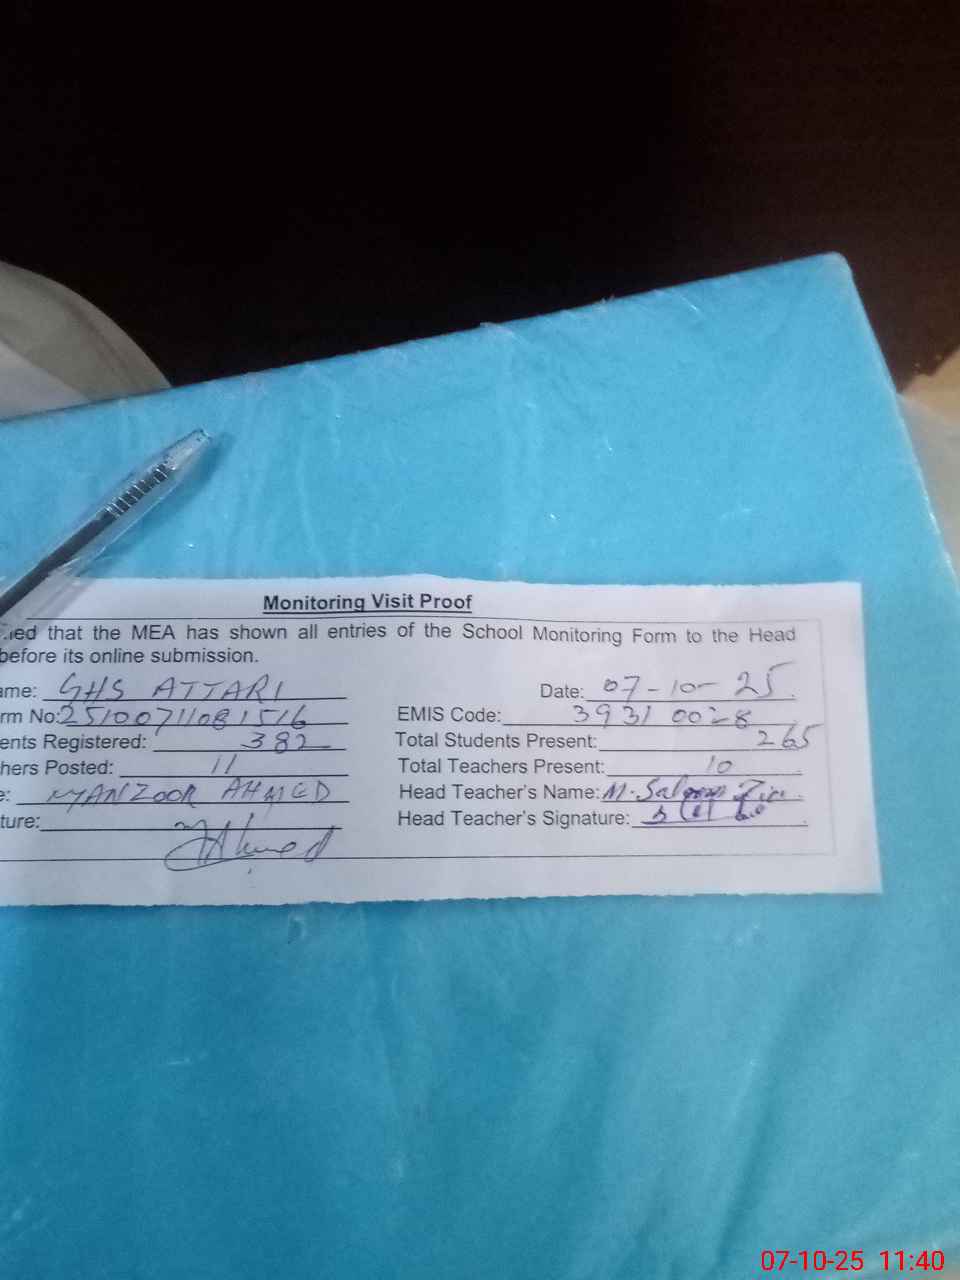 Monitoring Visit Proof
ied that the MEA has shown all entries of the School Monitoring Form to the Head
before its online submission.
ame: GHS ATTARI Date: 07-10-25
rm No: 2510071081516 EMIS Code: 39310028
ents Registered: 382 Total Students Present: 265
hers Posted: 11 Total Teachers Present: 10
e: MANZOOR AHMED Head Teacher's Name: M. Saleem
ture: Ahmed Head Teacher's Signature:
07-10-25 11:40